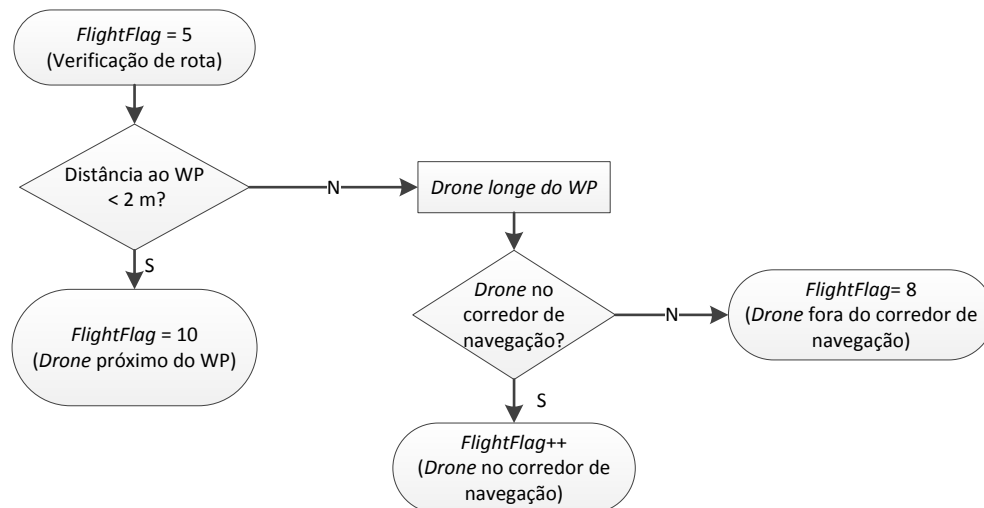 FlightFlag = 5
(Verificação de rota)
Distância ao WP
< 2 m?
N
Drone longe do WP
S
FlightFlag = 10
(Drone próximo do WP)
Drone no
corredor de
navegação?
N
FlightFlag= 8
(Drone fora do corredor de
navegação)
S
FlightFlag++
(Drone no corredor de
navegação)